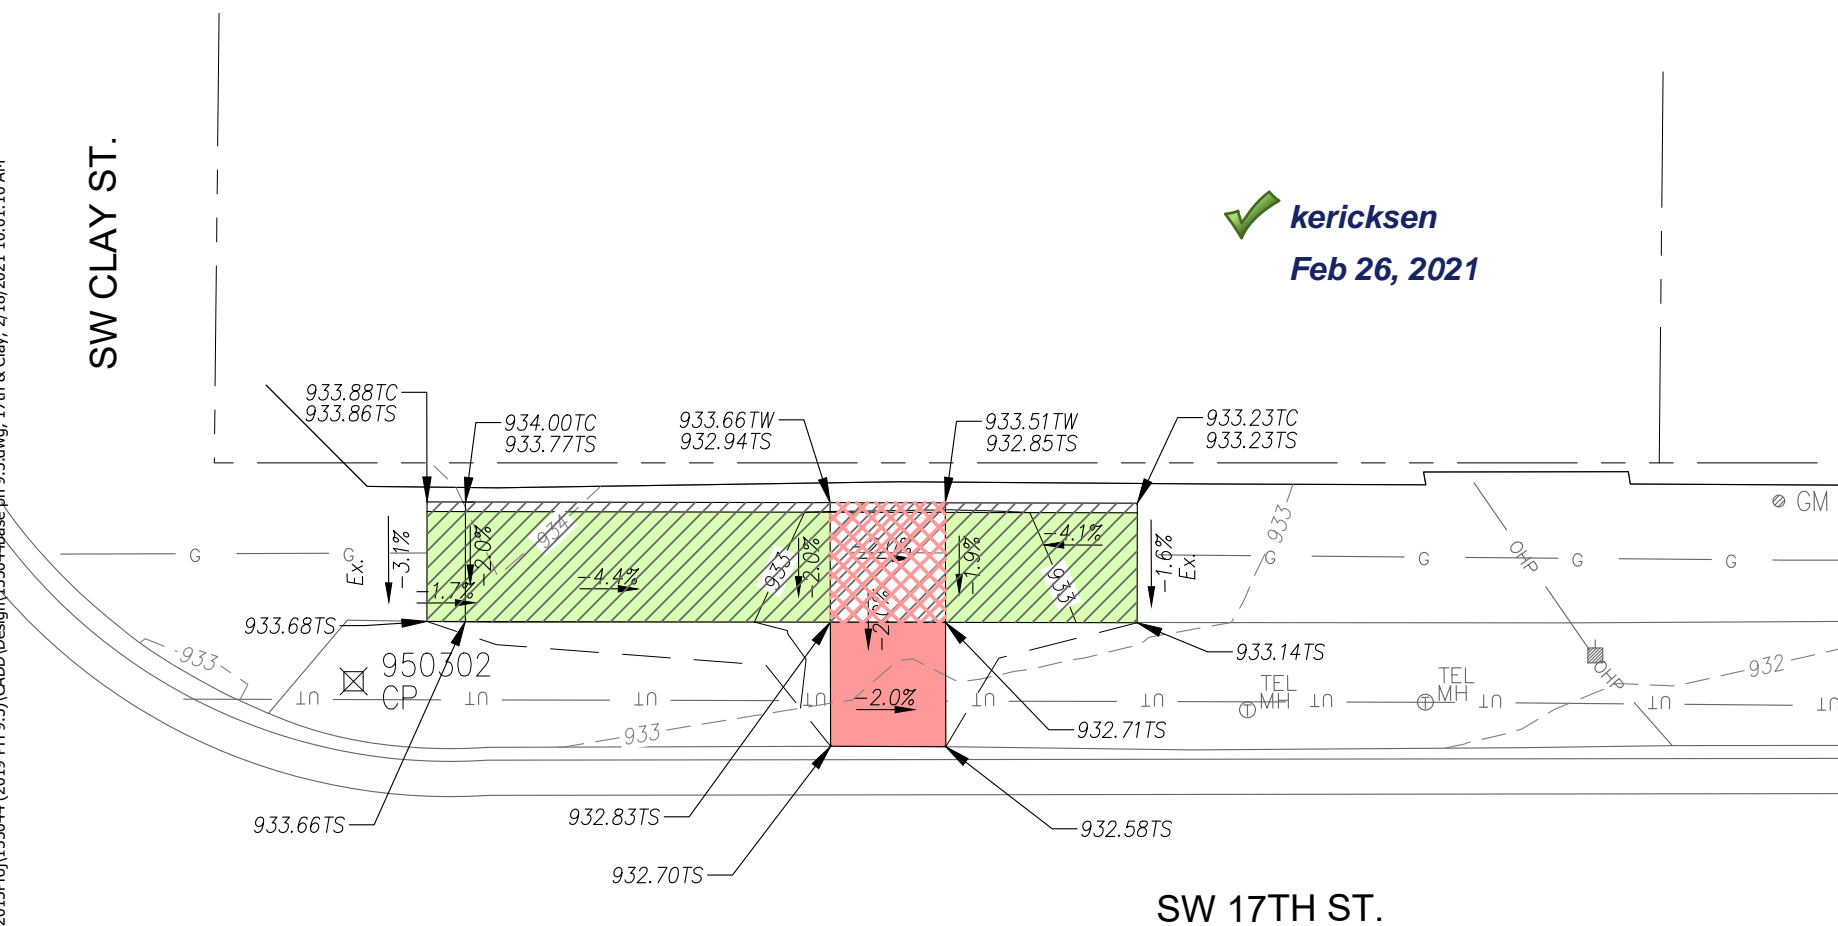 SW CLAY ST.
kericksen
Feb 26, 2021
933.88TC
933.86TS
934.00TC
933.77TS
933.66TW
932.94TS
933.51TW
932.85TS
933.23TC
933.23TS
GM
Ex.
-3.1%
-2.0%
934
-1.7%
-4.4%
933
-2.0%
-1.9%
-4.1%
933
-1.6%
Ex.
933
G
G
G
G
G
G
OHP
OHP
933.68TS
933.14TS
-2.0%
933
950302
CP
UT
UT
UT
UT
UT
UT
UT
UT
UT
UT
TEL
MH
TEL
MH
932
933
-2.0%
932.71TS
933.66TS
932.83TS
932.58TS
932.70TS
SW 17TH ST.